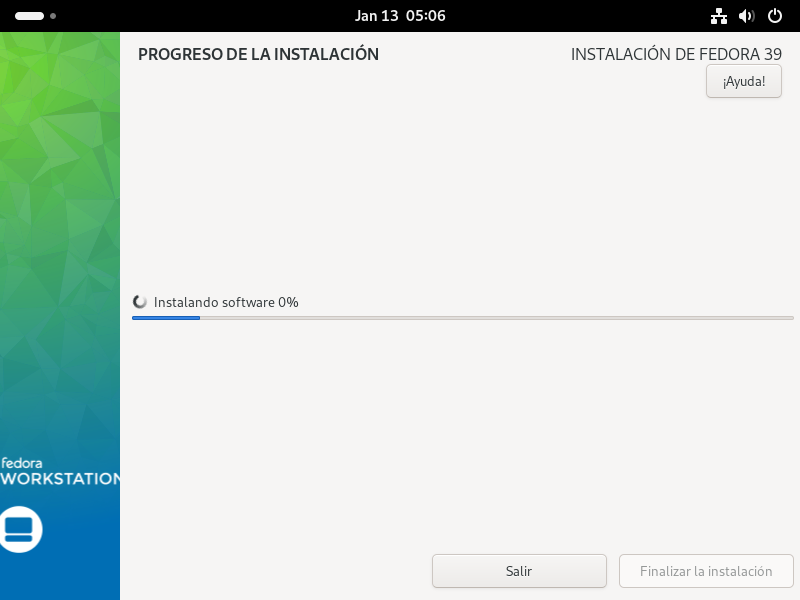 Jan 13 05:06
PROGRESO DE LA INSTALACIÓN
INSTALACIÓN DE FEDORA 39
¡Ayuda!
Instalando software 0%
fedora
WORKSTATION
Salir
Finalizar la instalación